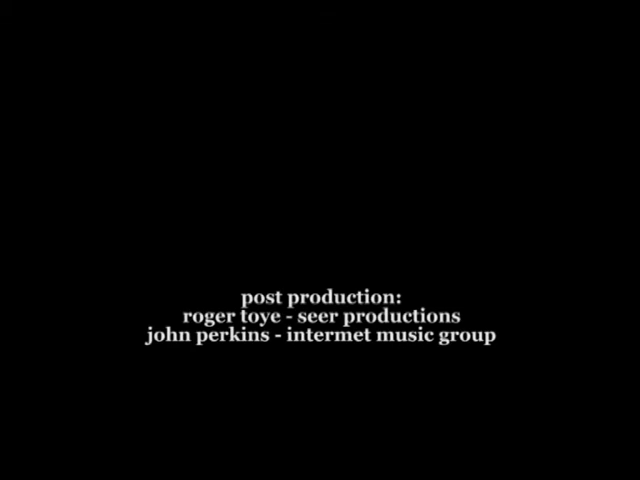 post production:
roger toye - seer productions
john perkins - intermet music group